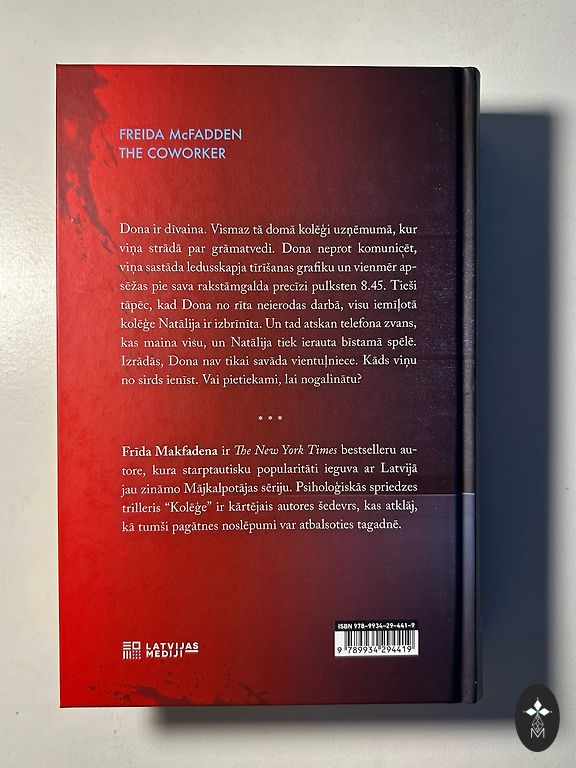 FREIDA McFADDEN
THE COWORKER
Dona ir dīvaina. Vismaz tā domā kolēģi uzņēmumā, kur
viņa strādā par grāmatvedi. Dona neprot komunicēt,
viņa sastāda ledusskapja tīrīšanas grafiku un vienmēr ap-
sēžas pie sava rakstāmgalda precīzi pulksten 8.45. Tieši
tāpēc, kad Dona no rīta neierodas darbā, visu iemīļotā
kolēģe Natālija ir izbrīnīta. Un tad atskan telefona zvans,
kas maina visu, un Natālija tiek ierauta bīstamā spēlē.
Izrādās, Dona nav tikai savāda vientuļniece. Kāds viņu
no sirds ienīst. Vai pietiekami, lai nogalinātu?
* * *
Frīda Makfadena ir The New York Times bestselleru au-
tore, kura starptautisku popularitāti ieguva ar Latvijā
jau zināmo Mājkalpotājas sēriju. Psiholoģiskās spriedzes
trilleris “Kolēģe” ir kārtējais autores šedevrs, kas atklāj,
kā tumši pagātnes noslēpumi var atbalsoties tagadnē.
ISBN 978-9934-29-441-9
9 789934 294419
LATVIJAS
MEDIJI
M